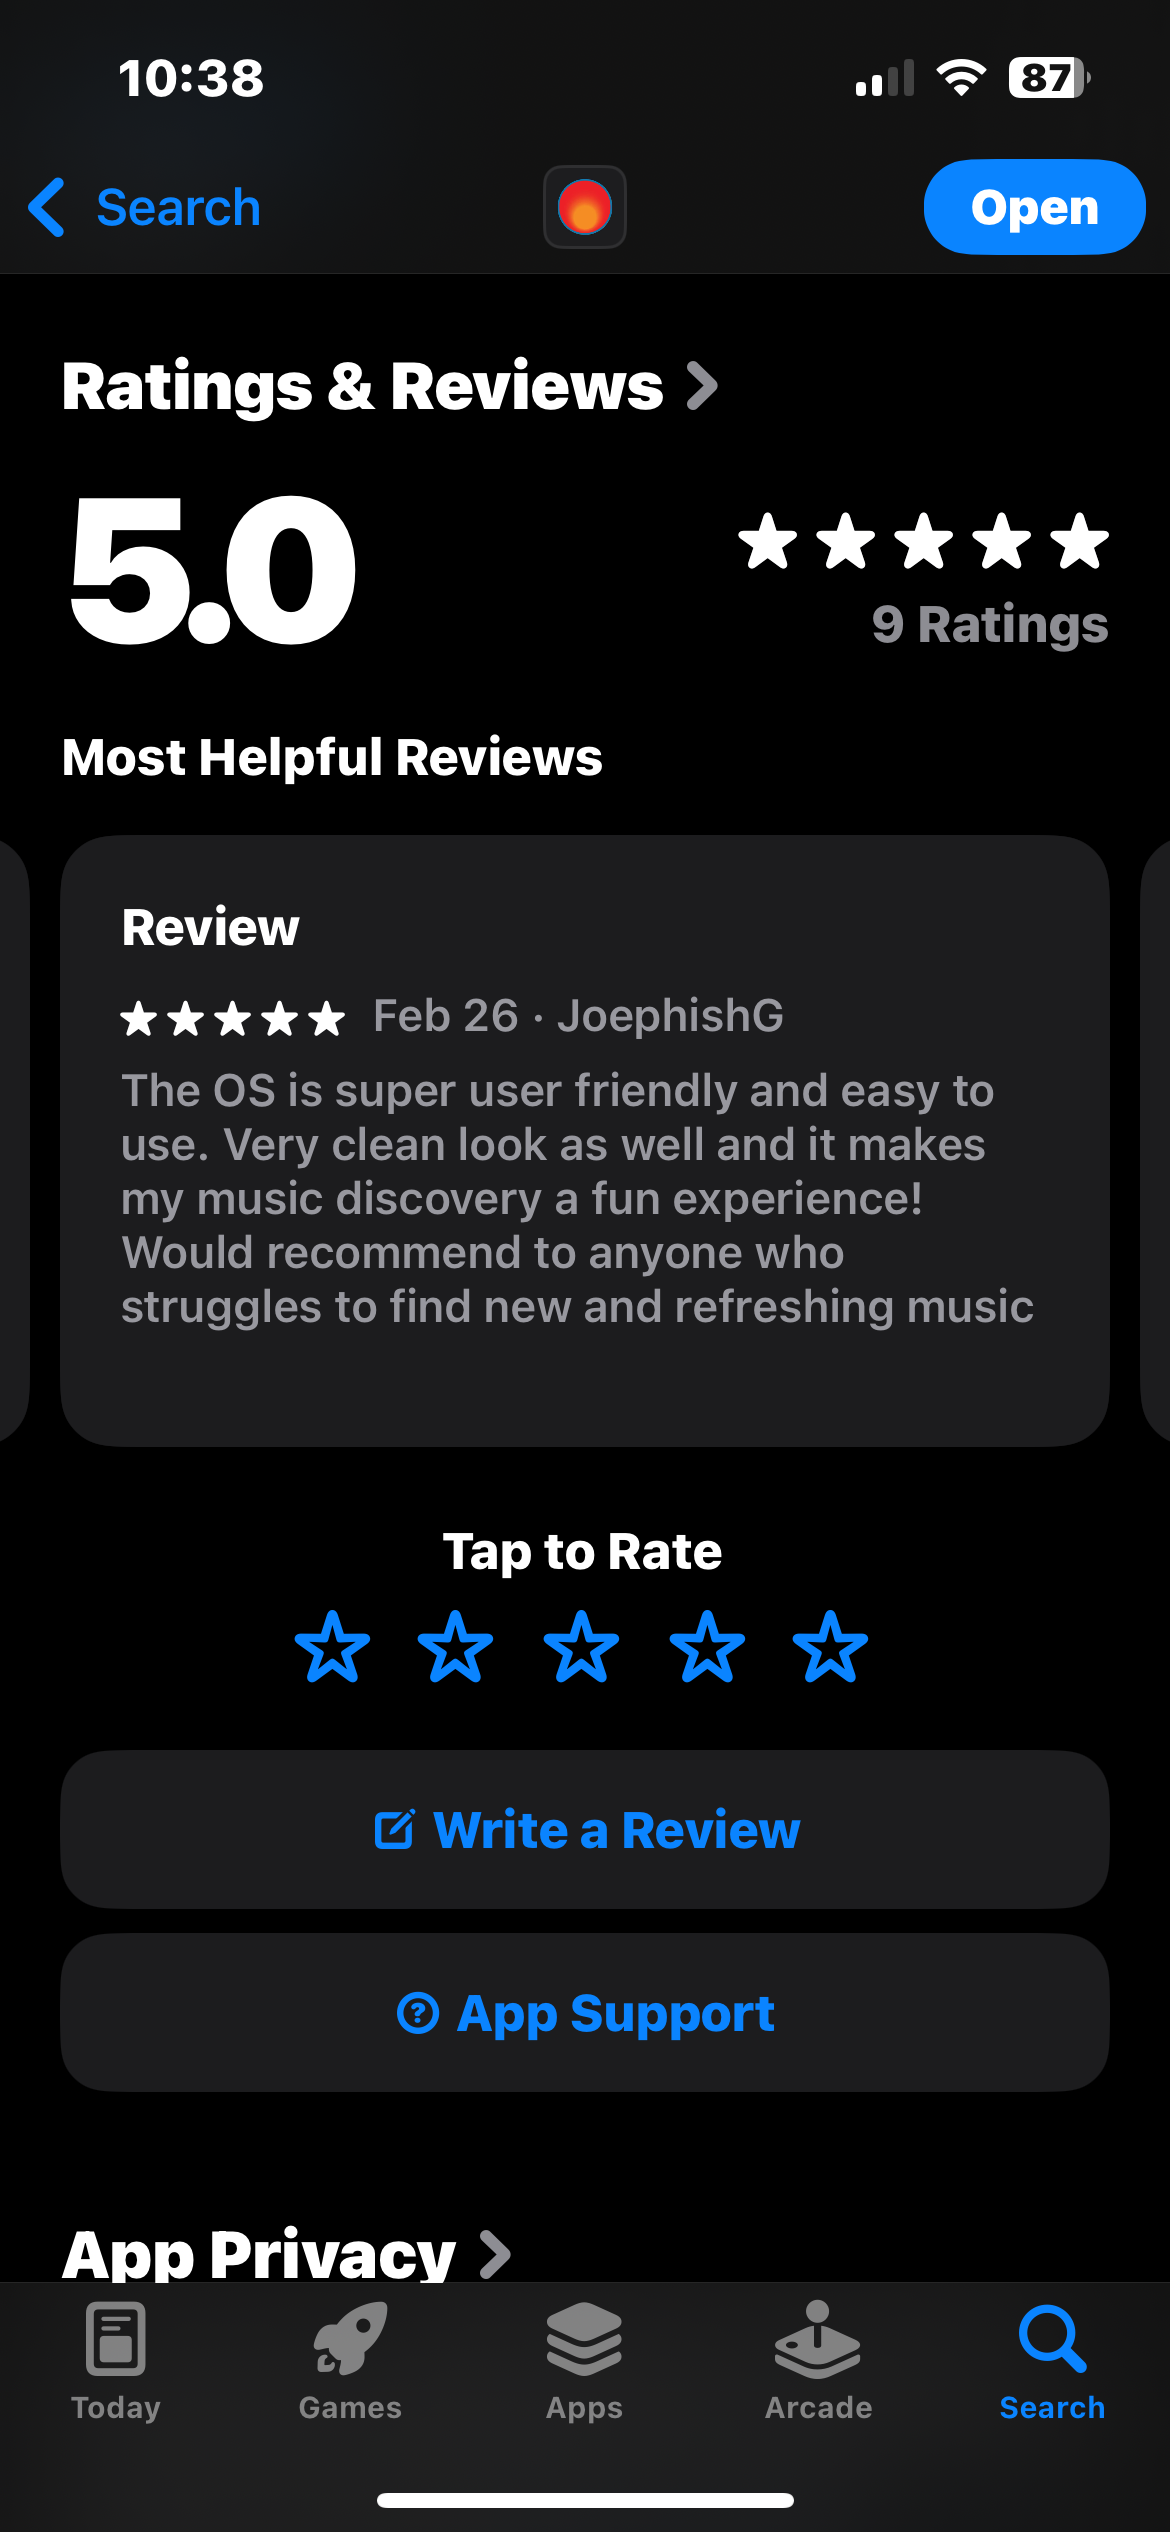 10:38
87
Search
Open
Ratings & Reviews
5.0
9 Ratings
Most Helpful Reviews
Review
Feb 26 · JoephishG
The OS is super user friendly and easy to
use. Very clean look as well and it makes
my music discovery a fun experience!
Would recommend to anyone who
struggles to find new and refreshing music
Tap to Rate
Write a Review
App Support
App Privacy
Today
Games
Apps
Arcade
Search